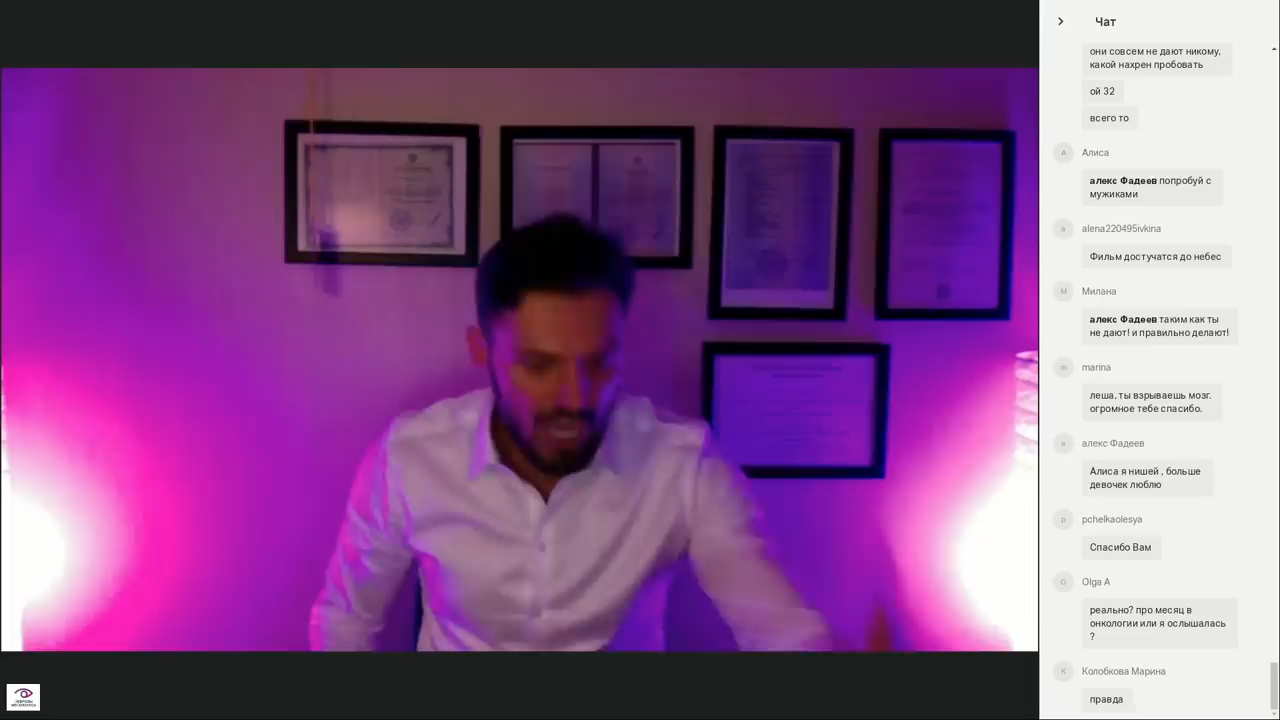 Чат
они совсем не дают никому,
какой нахрен пробовать
ой 32
всего то
А
Алиса
алекс Фадеев попробуй с
мужиками
a
alena220495ivkina
Фильм достучатся до небес
М
Милана
алекс Фадеев таким как ты
не дают! и правильно делают!
m
marina
леша, ты взрываешь мозг.
огромное тебе спасибо.
а
алекс Фадеев
Алиса я нишей , больше
девочек люблю
p
pchelkaolesya
Спасибо Вам
O
Olga A
реально? про месяц в
онкологии или я ослышалась
?
К
Колобкова Марина
правда